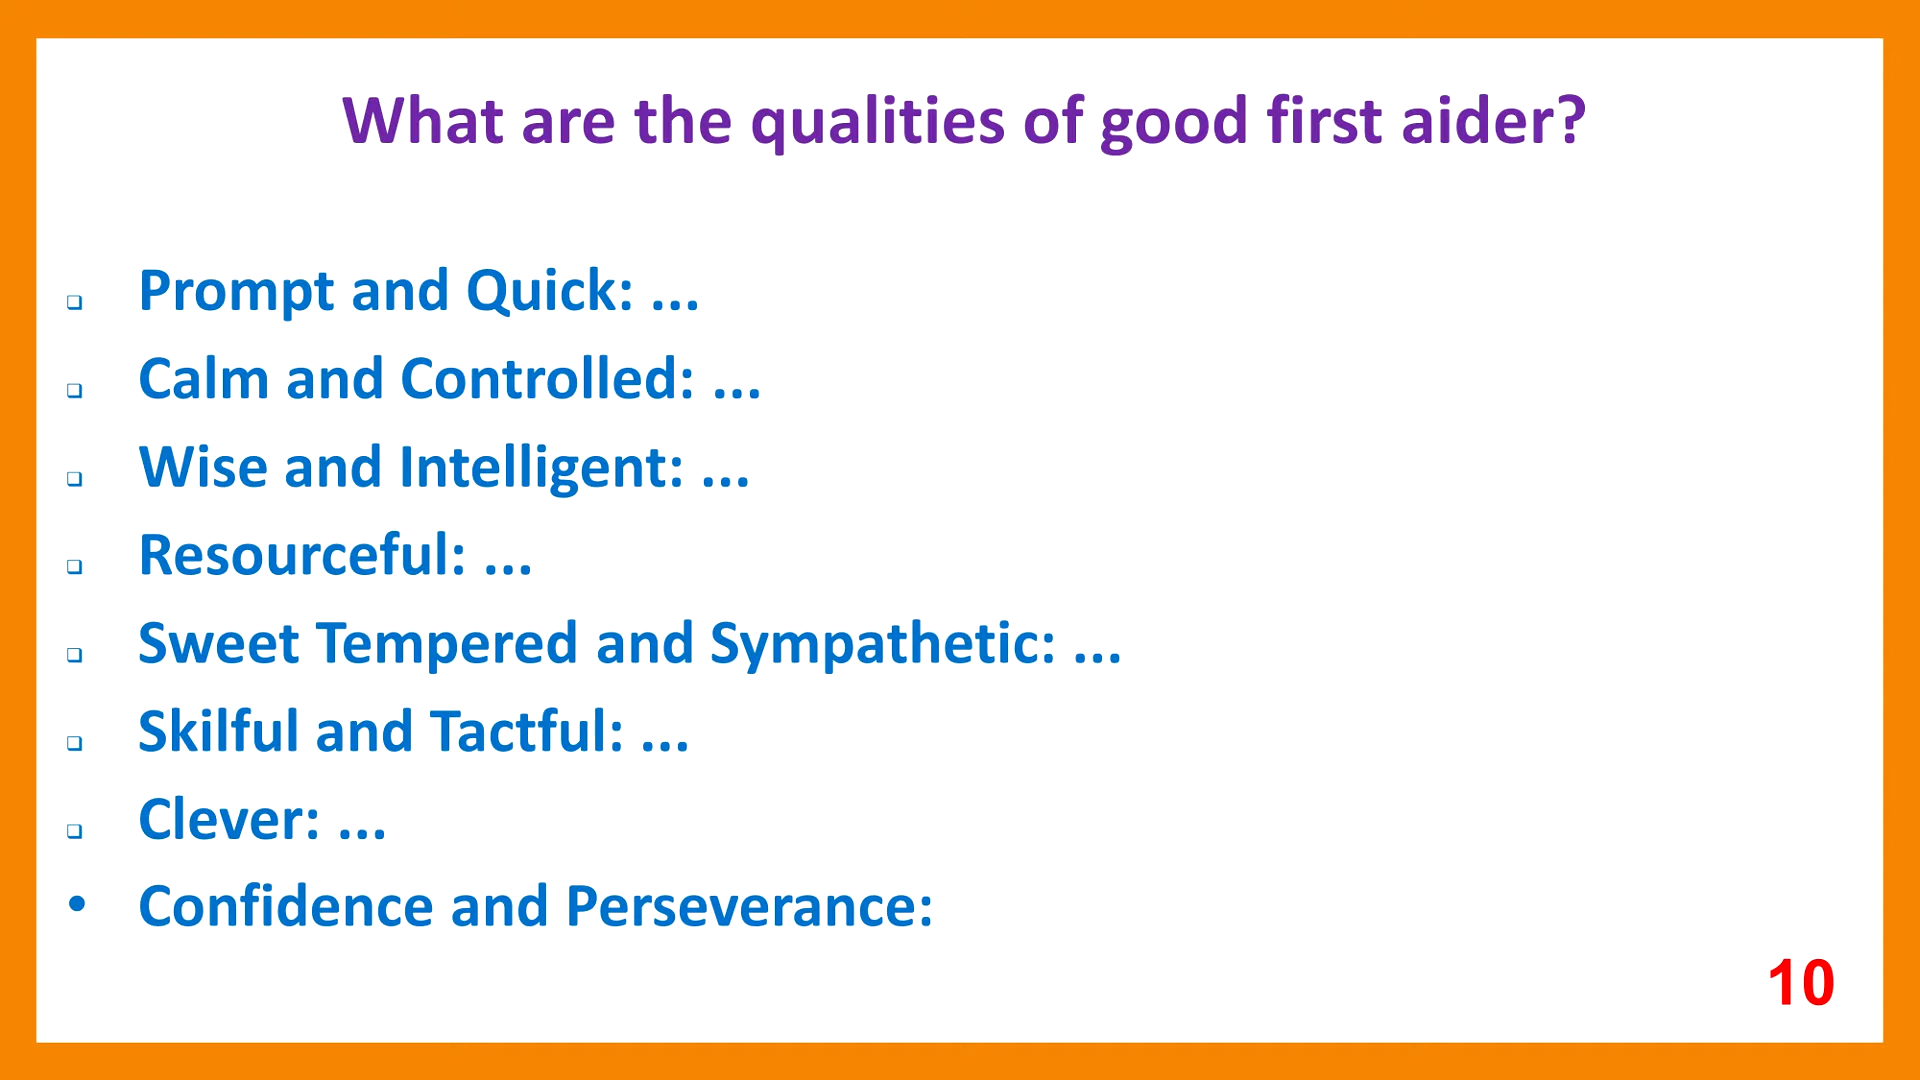 What are the qualities of good first aider?
❑ Prompt and Quick: ...
❑ Calm and Controlled: ...
❑ Wise and Intelligent: ...
❑ Resourceful: ...
❑ Sweet Tempered and Sympathetic: ...
❑ Skilful and Tactful: ...
❑ Clever: ...
• Confidence and Perseverance:
10